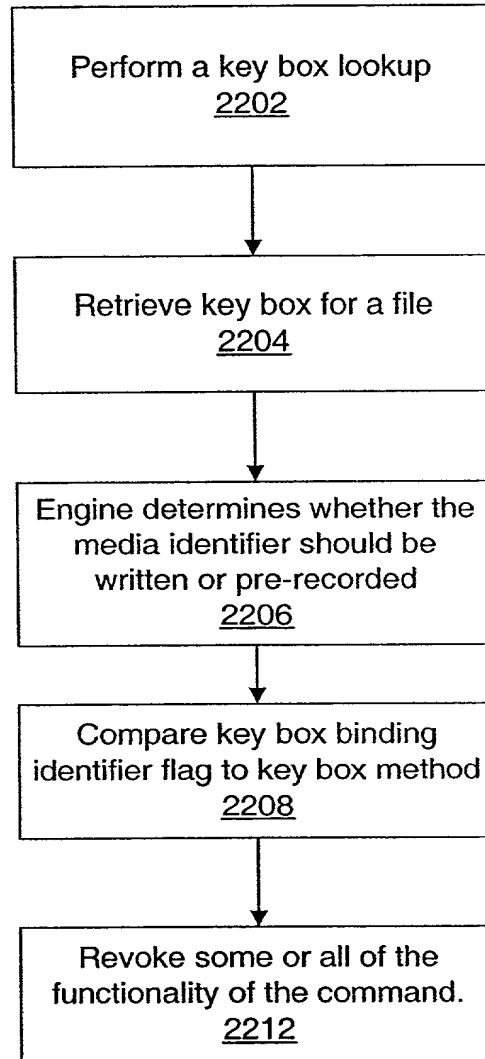 Perform a key box lookup
2202
Retrieve key box for a file
2204
Engine determines whether the
media identifier should be
written or pre-recorded
2206
Compare key box binding
identifier flag to key box method
2208
Revoke some or all of the
functionality of the command.
2212